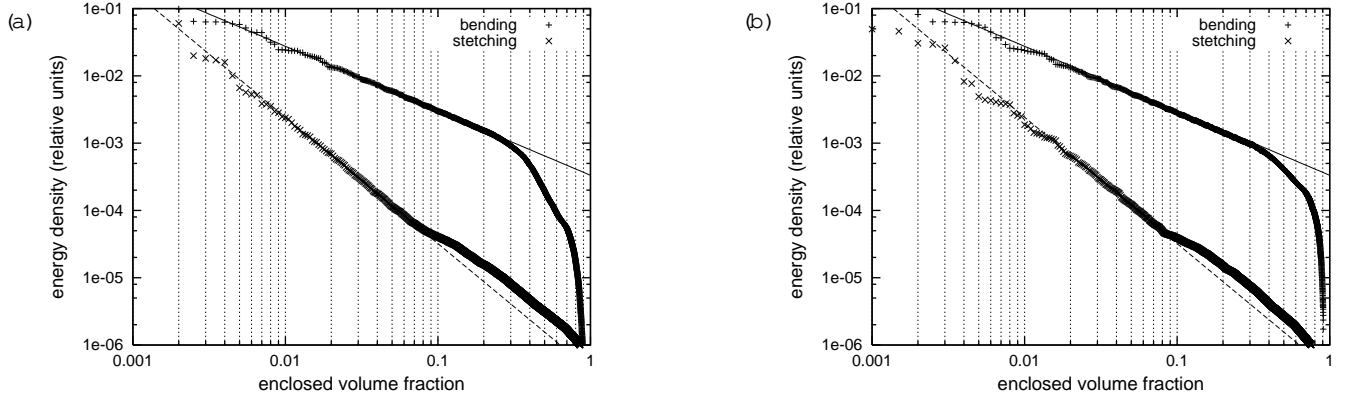 (a)
energy density (relative units)
1e-01
1e-02
1e-03
1e-04
1e-05
1e-06
bending
stetching
0.001 0.01 0.1 1
enclosed volume fraction
(b)
energy density (relative units)
1e-01
1e-02
1e-03
1e-04
1e-05
1e-06
bending
stetching
0.001 0.01 0.1 1
enclosed volume fraction